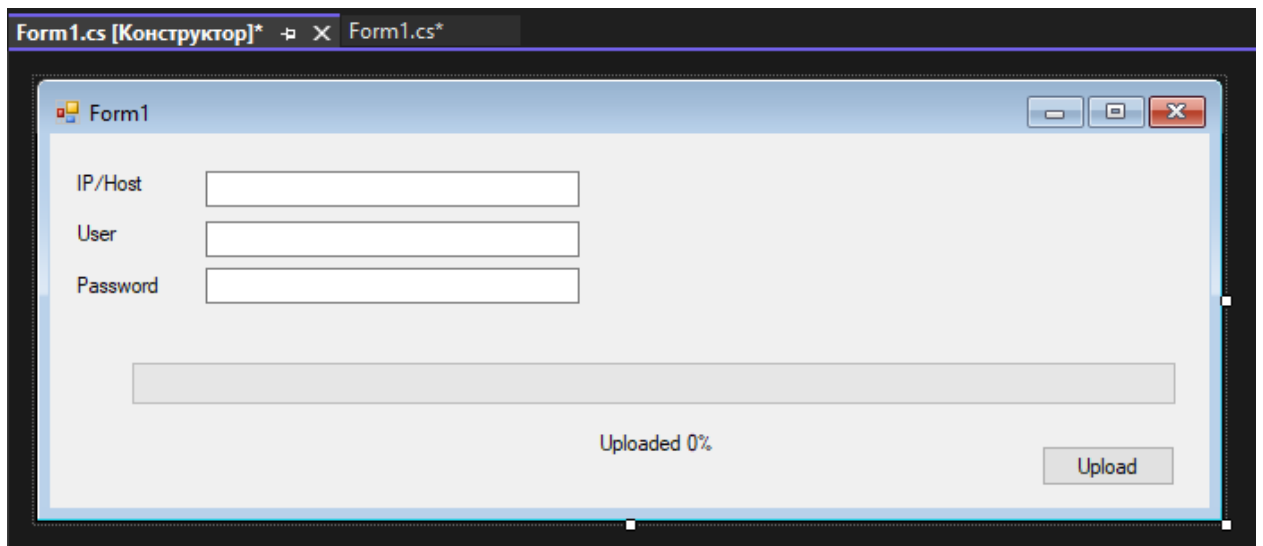 Form1.cs [Конструктор]* Form1.cs*
Form1
IP/Host
User
Password
Uploaded 0%
Upload